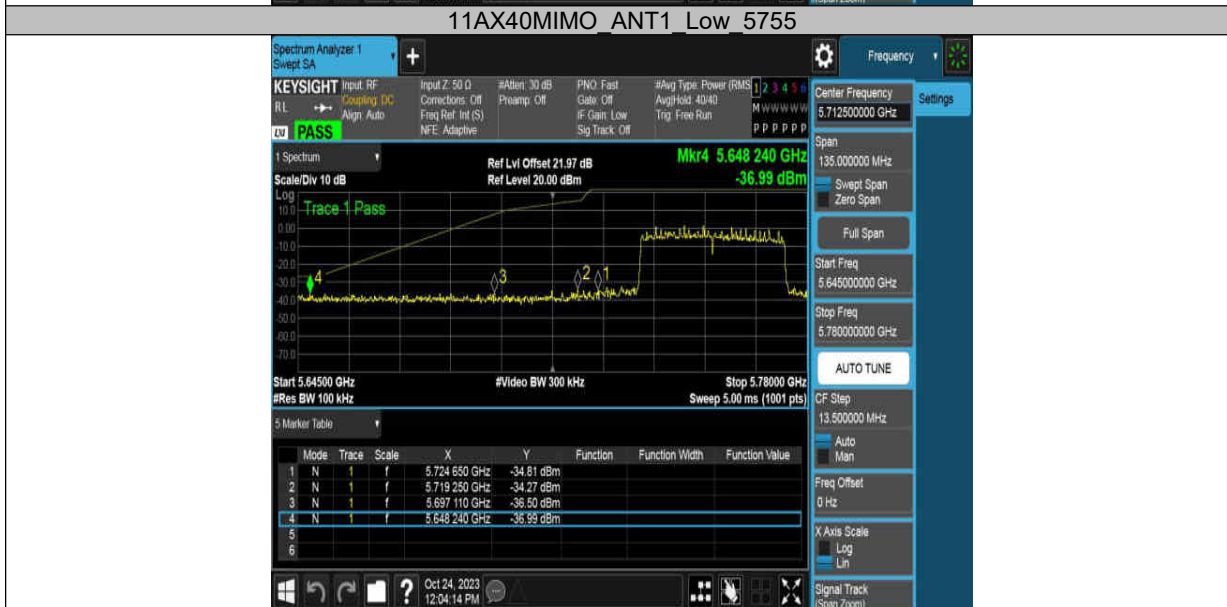 11AX40MIMO_ANT1_Low_5755
Spectrum Analyzer 1
Swept SA
+
Frequency
KEYSIGHT
RL
LXI
PASS
Input: RF
Coupling: DC
Align: Auto
Input Z: 50 Ω
Corrections: Off
Freq Ref: Int (S)
NFE: Adaptive
#Atten: 30 dB
Preamp: Off
PNO: Fast
Gate: Off
IF Gain: Low
Sig Track: Off
#Avg Type: Power (RMS
Avg|Hold: 40/40
Trig: Free Run
1 2 3 4 5 6
M W W W W W
P P P P P P
Center Frequency
5.712500000 GHz
Settings
Span
135.000000 MHz
Swept Span
Zero Span
Full Span
Start Freq
5.645000000 GHz
Stop Freq
5.780000000 GHz
AUTO TUNE
CF Step
13.500000 MHz
Auto
Man
Freq Offset
0 Hz
X Axis Scale
Log
Lin
Signal Track
(Span Zoom)
1 Spectrum
Scale/Div 10 dB
Ref Lvl Offset 21.97 dB
Ref Level 20.00 dBm
Mkr4 5.648 240 GHz
-36.99 dBm
Log
Trace 1 Pass
10.0
0.00
-10.0
-20.0
-30.0
-40.0
-50.0
-60.0
-70.0
4
3
2
1
Start 5.64500 GHz
#Res BW 100 kHz
#Video BW 300 kHz
Stop 5.78000 GHz
Sweep 5.00 ms (1001 pts)
5 Marker Table
Mode Trace Scale X Y Function Function Width Function Value
1 N 1 f 5.724 650 GHz -34.81 dBm
2 N 1 f 5.719 250 GHz -34.27 dBm
3 N 1 f 5.697 110 GHz -36.50 dBm
4 N 1 f 5.648 240 GHz -36.99 dBm
5
6
?
Oct 24, 2023
12:04:14 PM